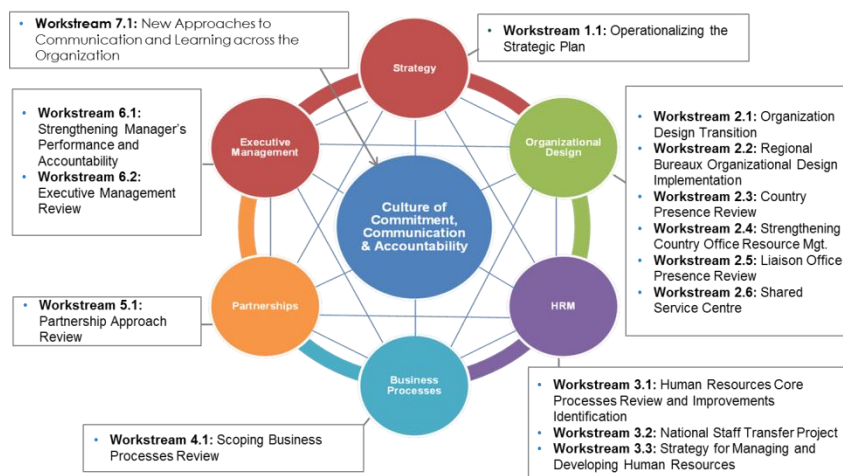 Workstream 7.1: New Approaches to
Communication and Learning across the
Organization
Workstream 1.1: Operationalizing the
Strategic Plan
Strategy
Workstream 6.1:
Strengthening Manager's
Performance and
Accountability
Workstream 6.2:
Executive Management
Review
Executive
Management
Organizational
Design
Workstream 2.1: Organization
Design Transition
Workstream 2.2: Regional
Bureaux Organizational Design
Implementation
Workstream 2.3: Country
Presence Review
Workstream 2.4: Strengthening
Country Office Resource Mgt.
Workstream 2.5: Liaison Office
Presence Review
Workstream 2.6: Shared
Service Centre
Culture of
Commitment,
Communication
& Accountability
Workstream 5.1:
Partnership Approach
Review
Partnerships
HRM
Business
Processes
Workstream 3.1: Human Resources Core
Processes Review and Improvements
Identification
Workstream 3.2: National Staff Transfer Project
Workstream 3.3: Strategy for Managing and
Developing Human Resources
Workstream 4.1: Scoping Business
Processes Review